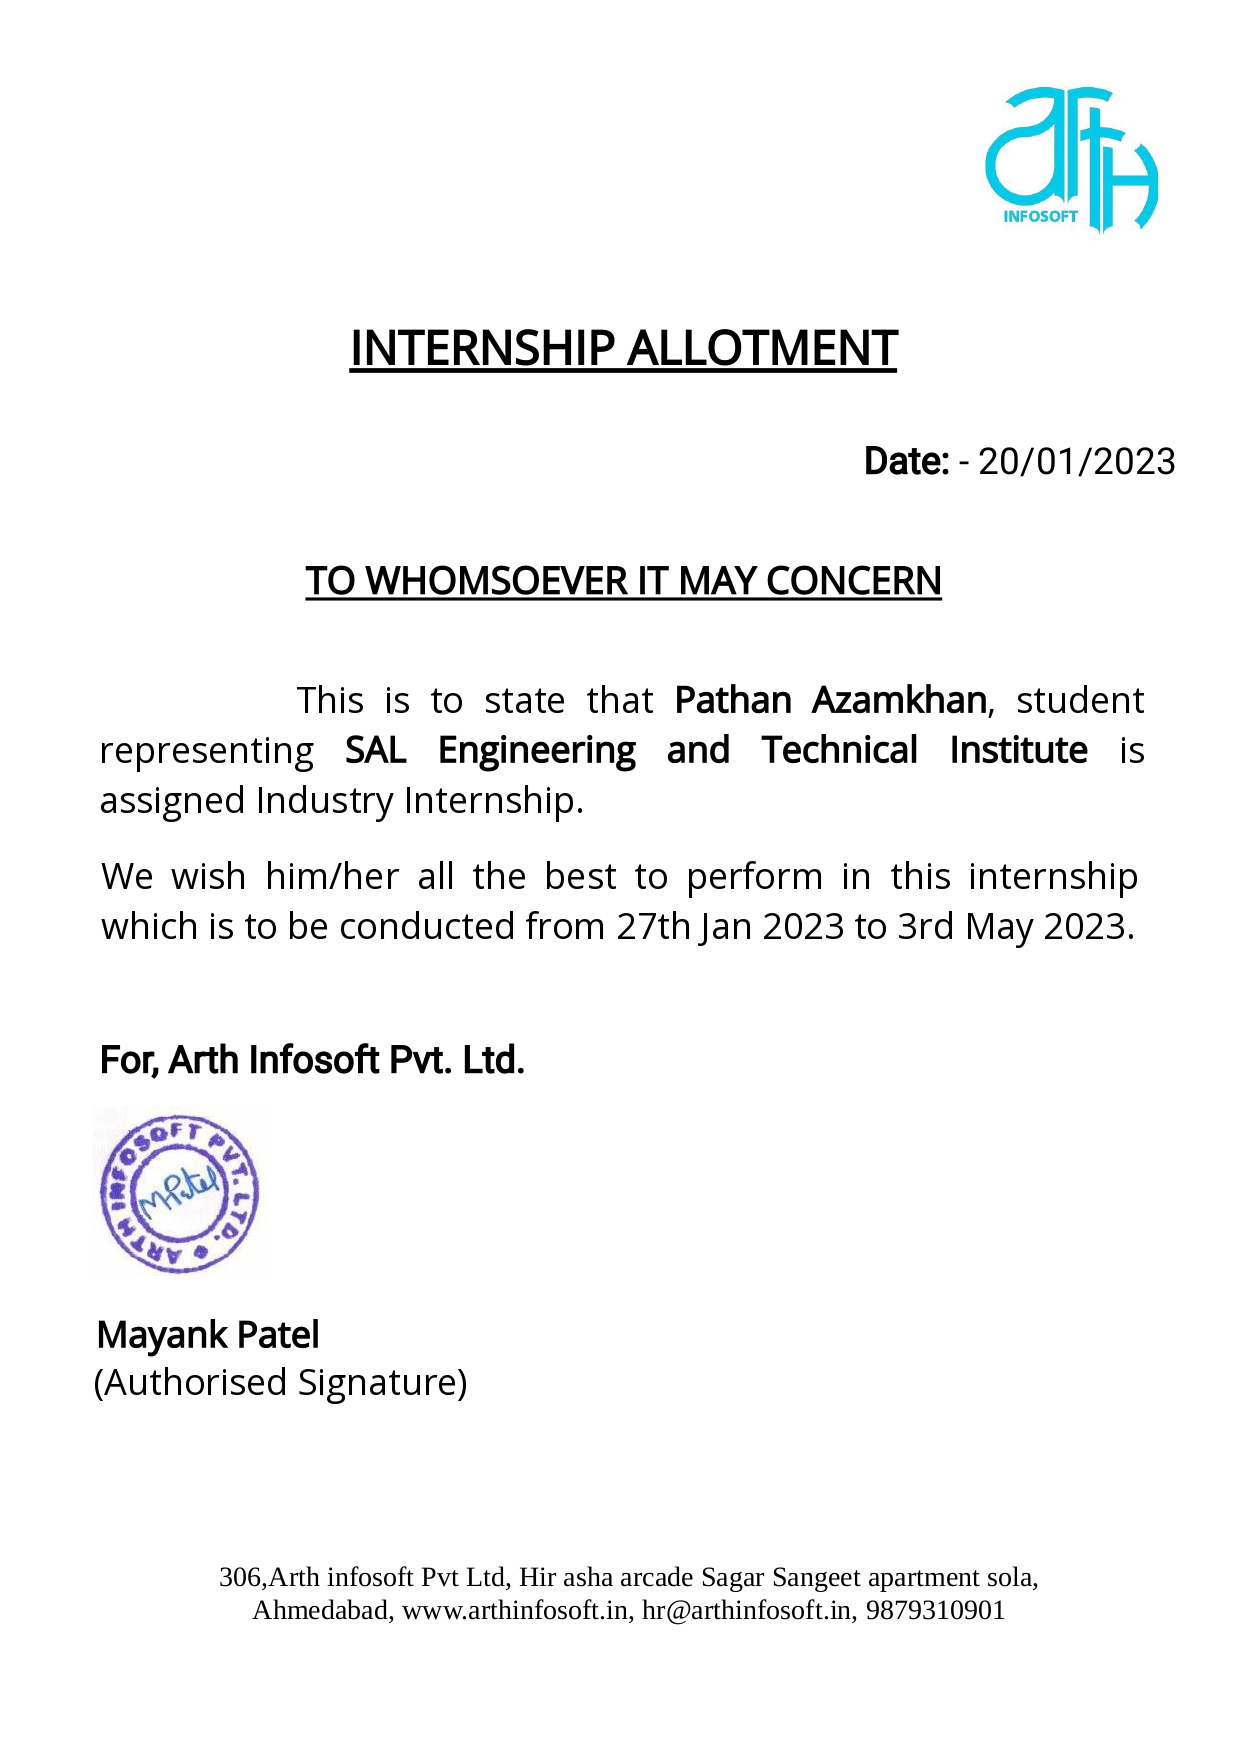 arth
INFOSOFT
INTERNSHIP ALLOTMENT
Date: - 20/01/2023
TO WHOMSOEVER IT MAY CONCERN
This is to state that Pathan Azamkhan, student
representing SAL Engineering and Technical Institute is
assigned Industry Internship.
We wish him/her all the best to perform in this internship
which is to be conducted from 27th Jan 2023 to 3rd May 2023.
For, Arth Infosoft Pvt. Ltd.
ARTH INFOSOFT PVT. LTD.
MPatel
Mayank Patel
(Authorised Signature)
306,Arth infosoft Pvt Ltd, Hir asha arcade Sagar Sangeet apartment sola,
Ahmedabad, www.arthinfosoft.in, hr@arthinfosoft.in, 9879310901